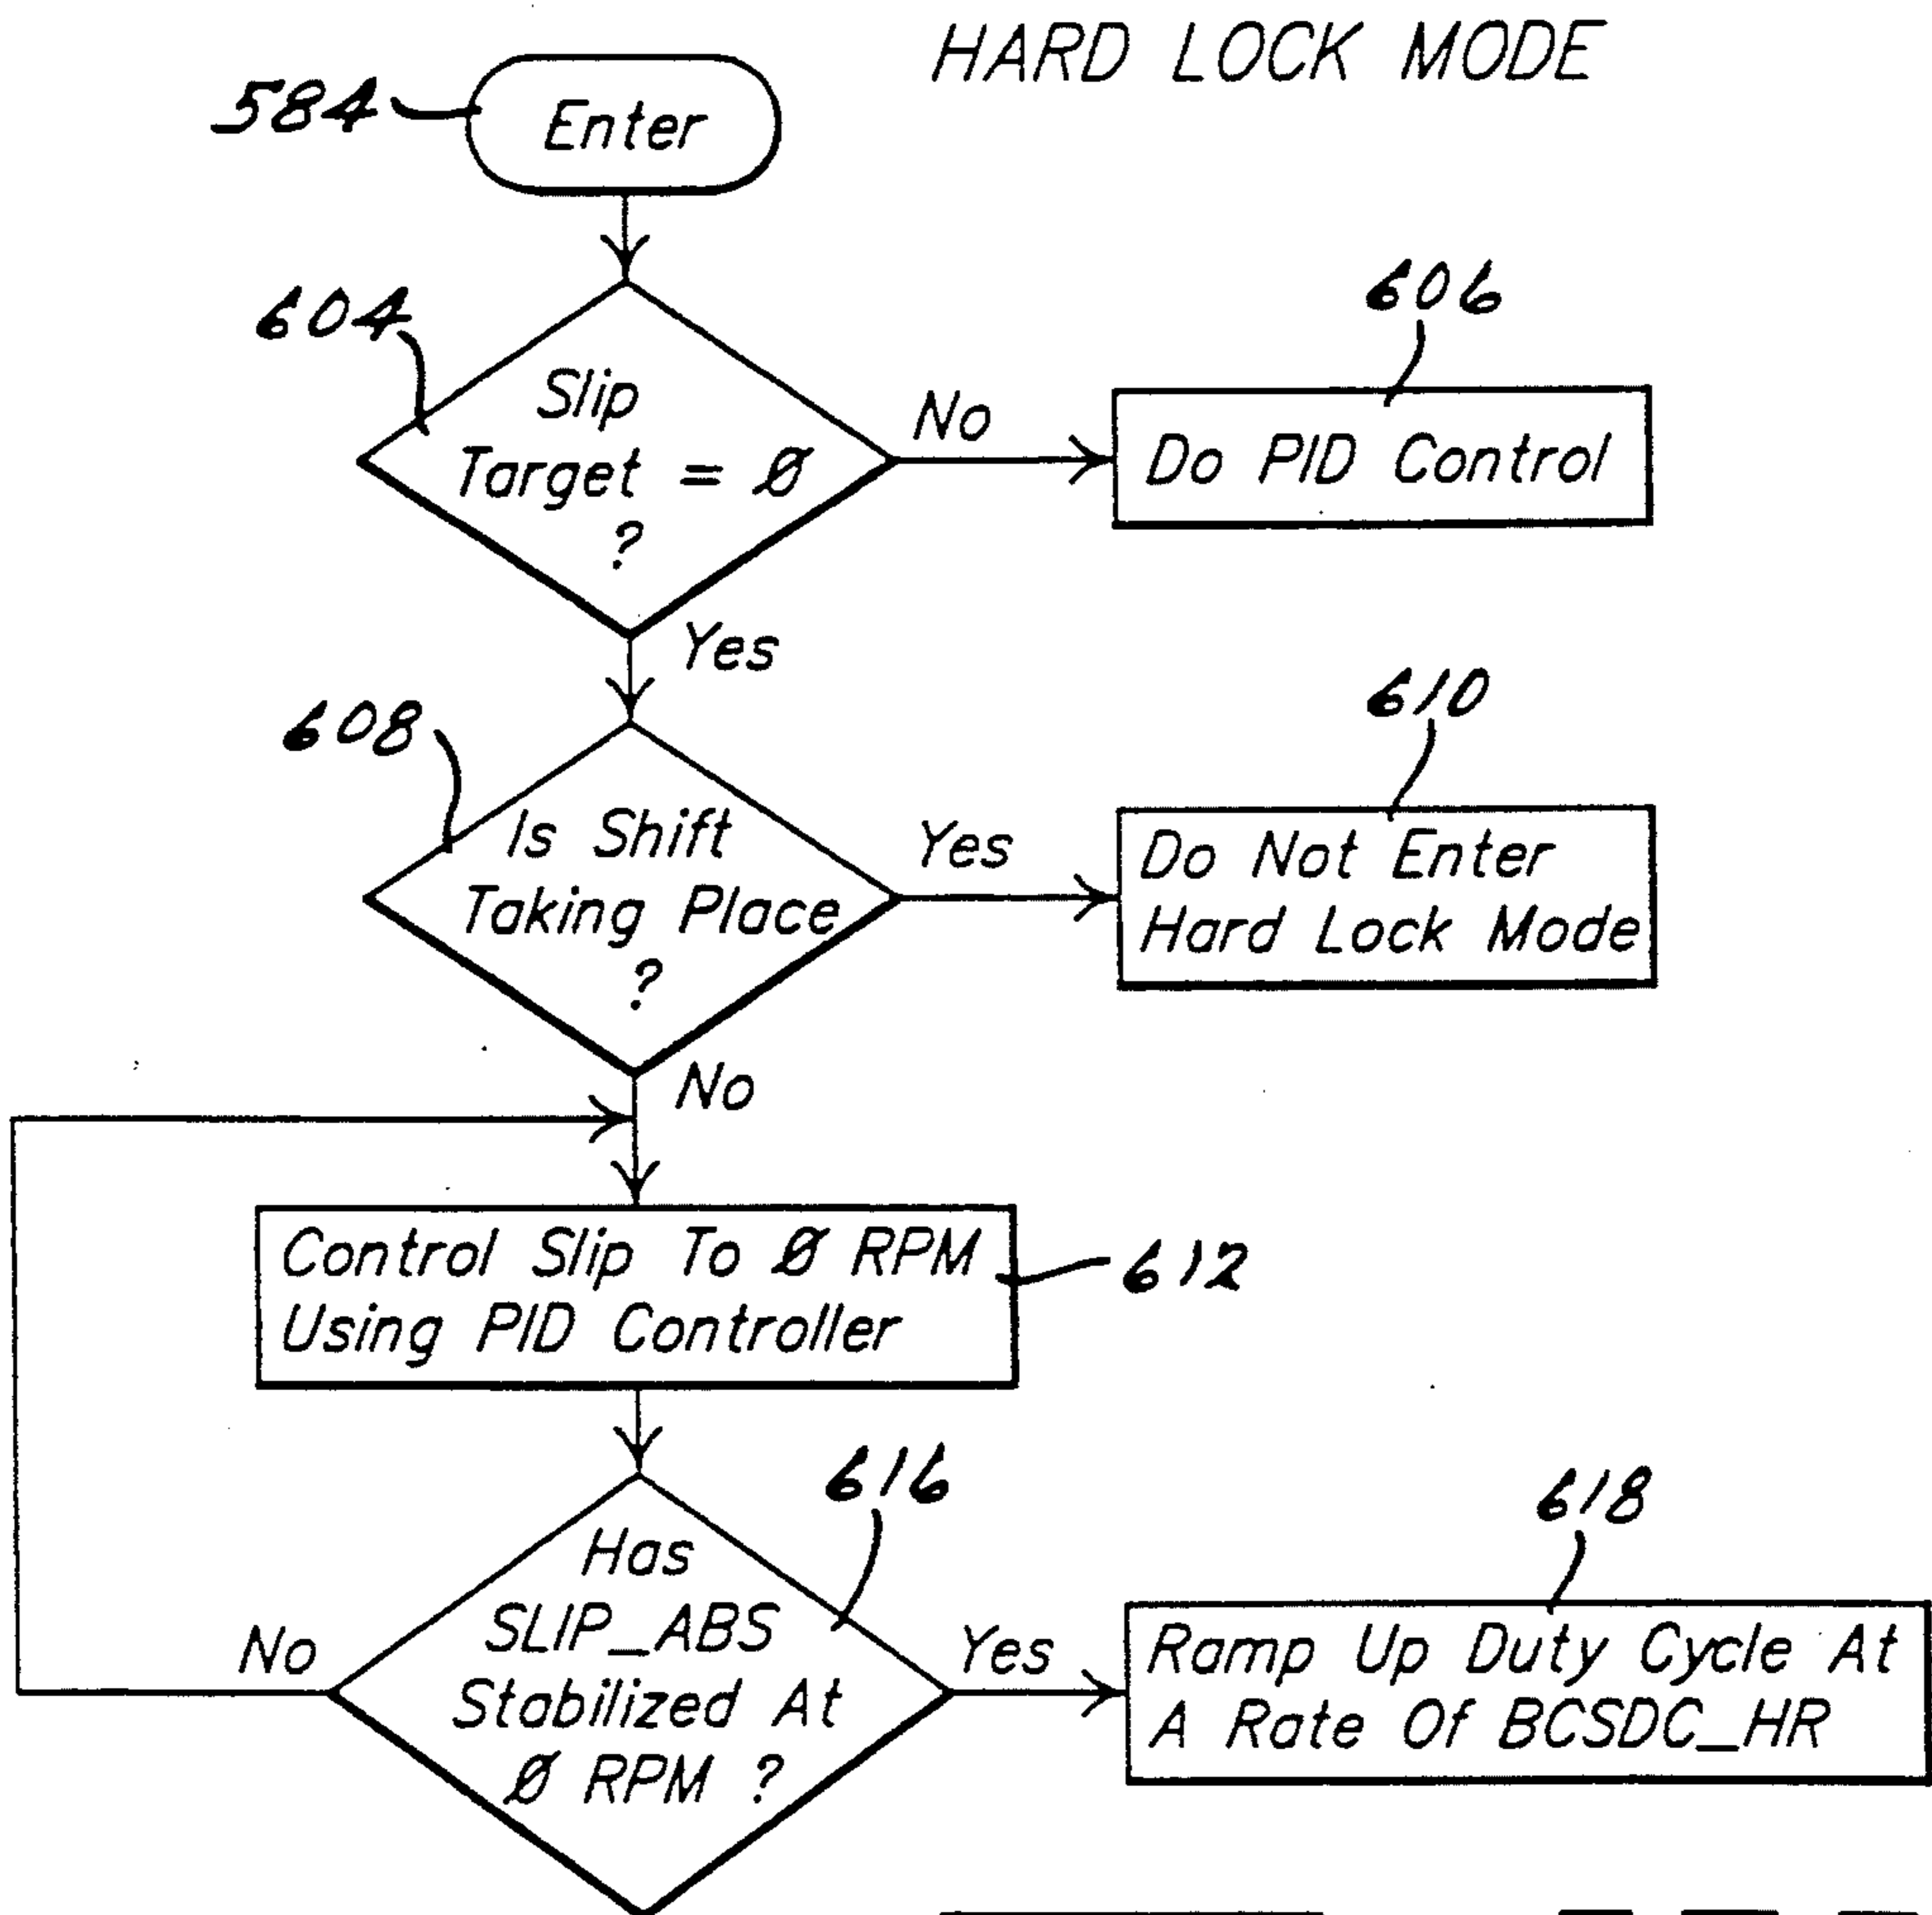 HARD LOCK MODE
584
Enter
604
Slip
Target = Ø
?
No
606
Do PID Control
Yes
608
Is Shift
Taking Place
?
Yes
610
Do Not Enter
Hard Lock Mode
No
Control Slip To Ø RPM
Using PID Controller
612
616
Has
SLIP_ABS
Stabilized At
Ø RPM ?
No
Yes
618
Ramp Up Duty Cycle At
A Rate Of BCSDC_HR